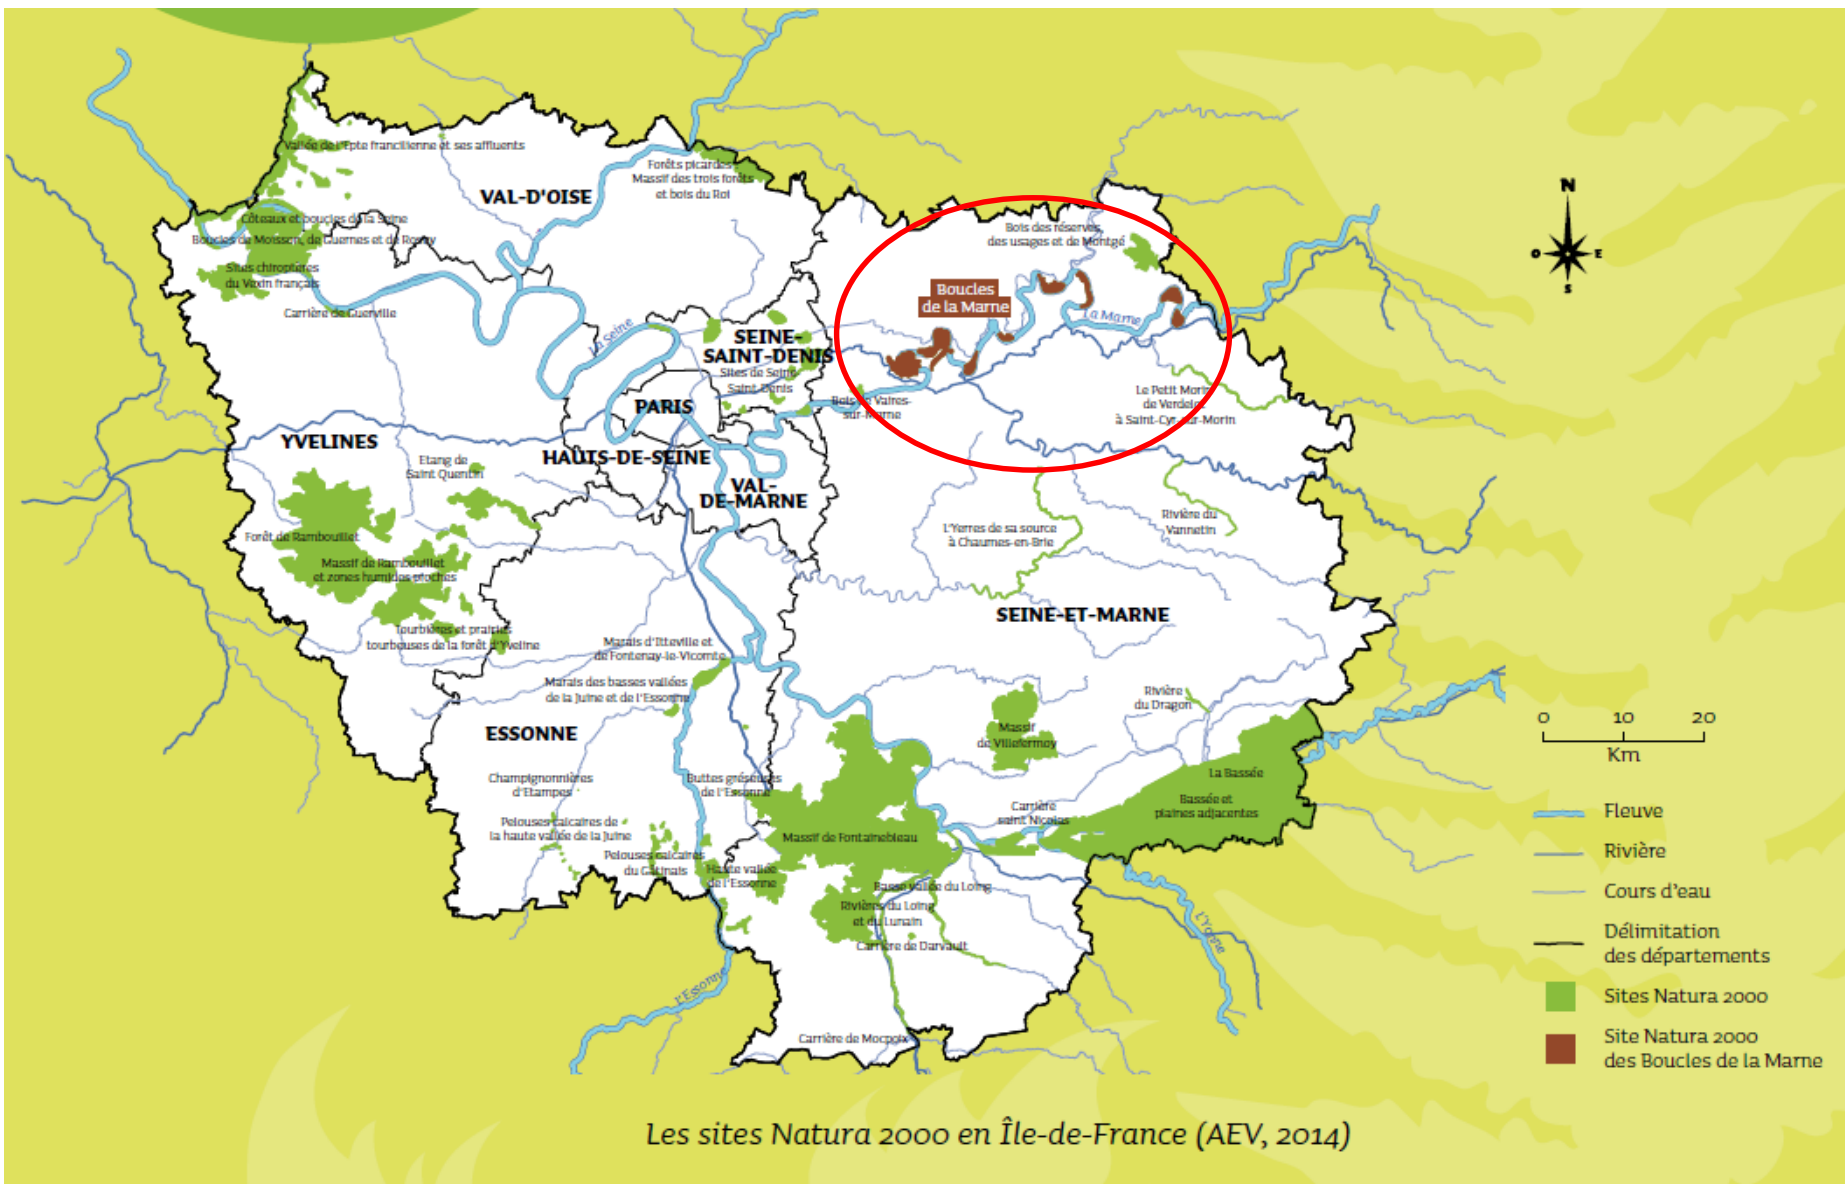 Vallée de l'Epte francilienne et ses affluents
Forêts picardes
Massif des trois forêts
et bois du Roi
VAL-D'OISE
Côteaux et boucles de la Seine
Boucles de Moisson, de Guernes et de Rosny
Sites chiroptères
du Vexin français
Carrière de Guerville
La Seine
SEINE-
SAINT-DENIS
Sites de Seine-
Saint-Denis
Bois des réserves,
des usages et de Montgé
Boucles
de la Marne
La Marne
Bois de Vaires-
sur-Marne
Le Petit Morin
de Verdelot
à Saint-Cyr-sur-Morin
PARIS
YVELINES
HAUTS-DE-SEINE
VAL-
DE-MARNE
Etang de
Saint Quentin
Forêt de Rambouillet
Massif de Rambouillet
et zones humides proches
Tourbières et prairies
tourbeuses de la forêt d'Yveline
L'Yerres de sa source
à Chaumes-en-Brie
Rivière du
Vannetin
SEINE-ET-MARNE
Marais d'Itteville et
de Fontenay-le-Vicomte
Marais des basses vallées
de la Juine et de l'Essonne
ESSONNE
Rivière
du Dragon
Massif
de Villefermoy
Champignonnières
d'Etampes
Buttes gréseuses
de l'Essonne
La Bassée
Bassée et
plaines adjacentes
Carrière
saint Nicolas
Pelouses calcaires de
la haute vallée de la Juine
Massif de Fontainebleau
Pelouses calcaires
du Gâtinais
Haute vallée
de l'Essonne
Basse vallée du Loing
Rivières du Loing
et du Lunain
Carrière de Darvault
L'Yonne
L'Essonne
Carrière de Mocpoix
N
O
E
S
0 10 20
Km
Fleuve
Rivière
Cours d'eau
Délimitation
des départements
Sites Natura 2000
Site Natura 2000
des Boucles de la Marne
Les sites Natura 2000 en Île-de-France (AEV, 2014)